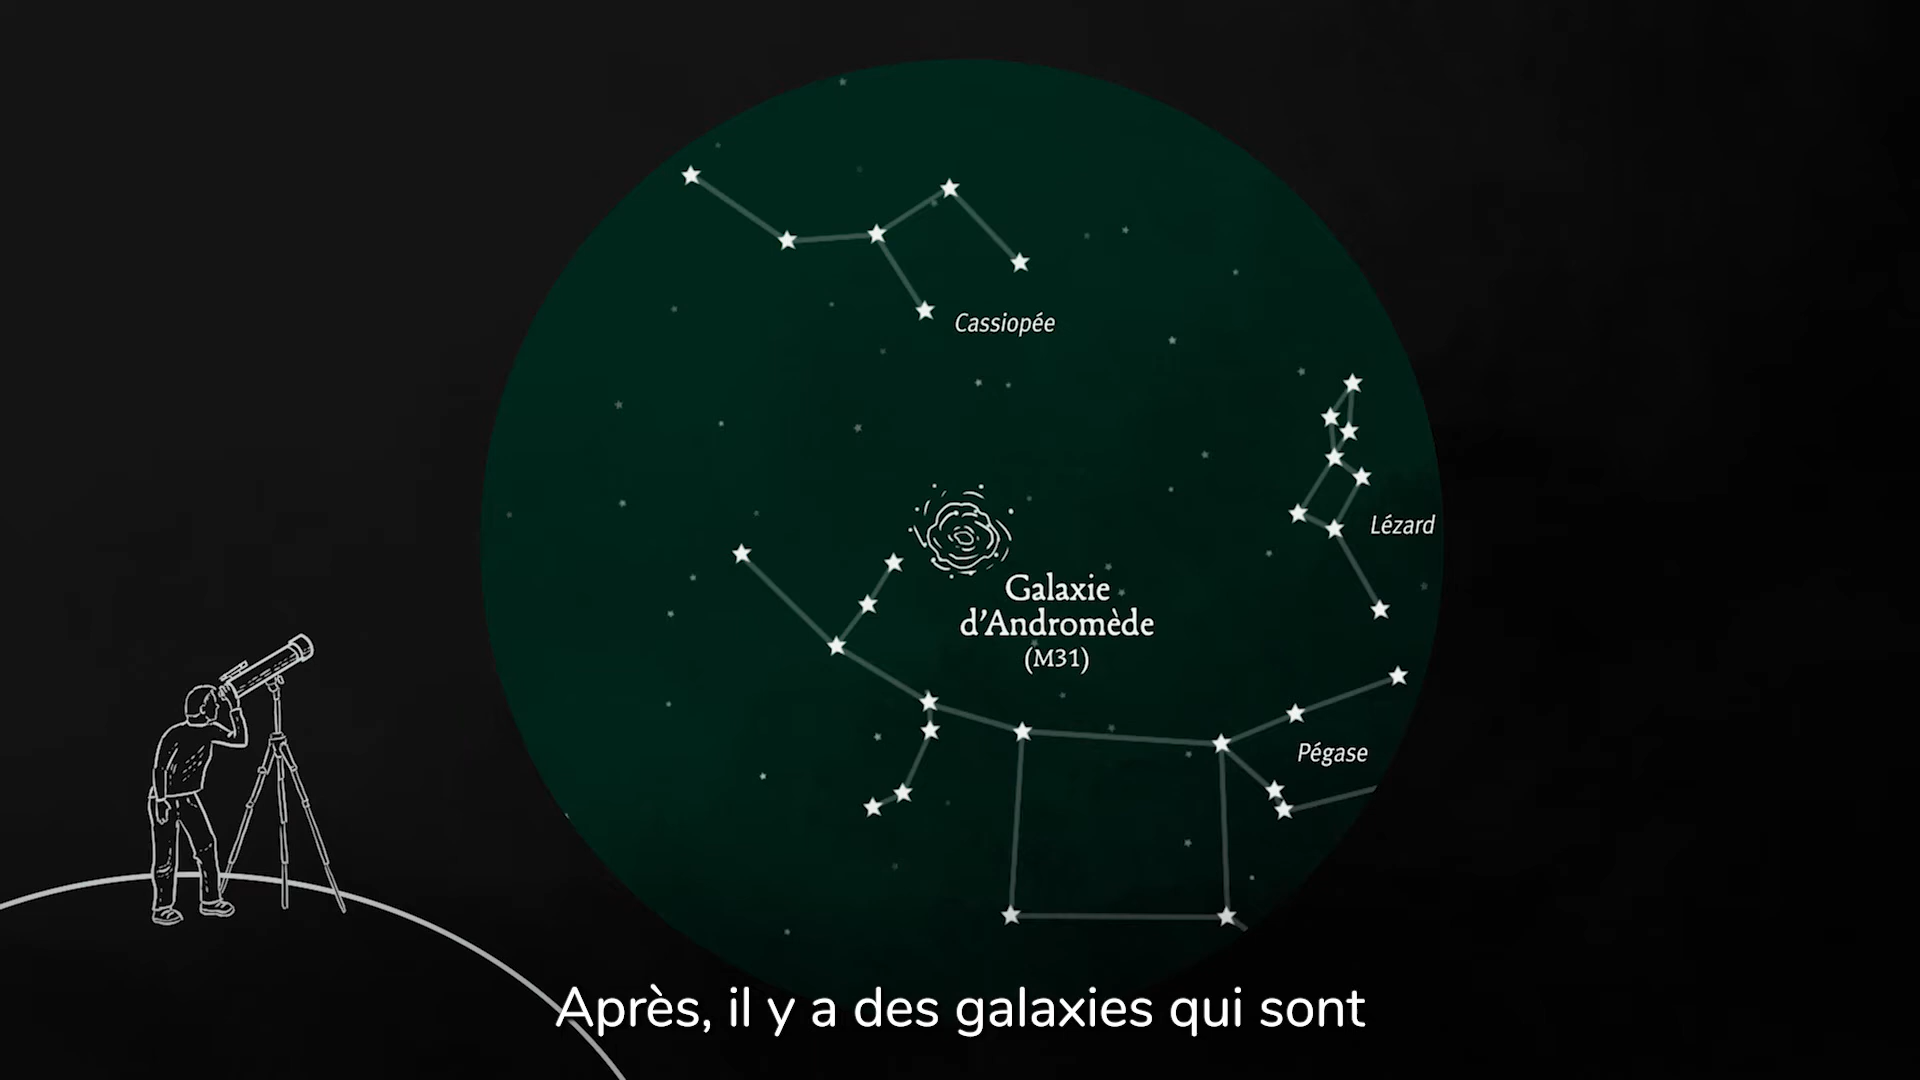 Cassiopée
Lézard
Galaxie
d'Andromède
(M31)
Pégase
Après, il y a des galaxies qui sont